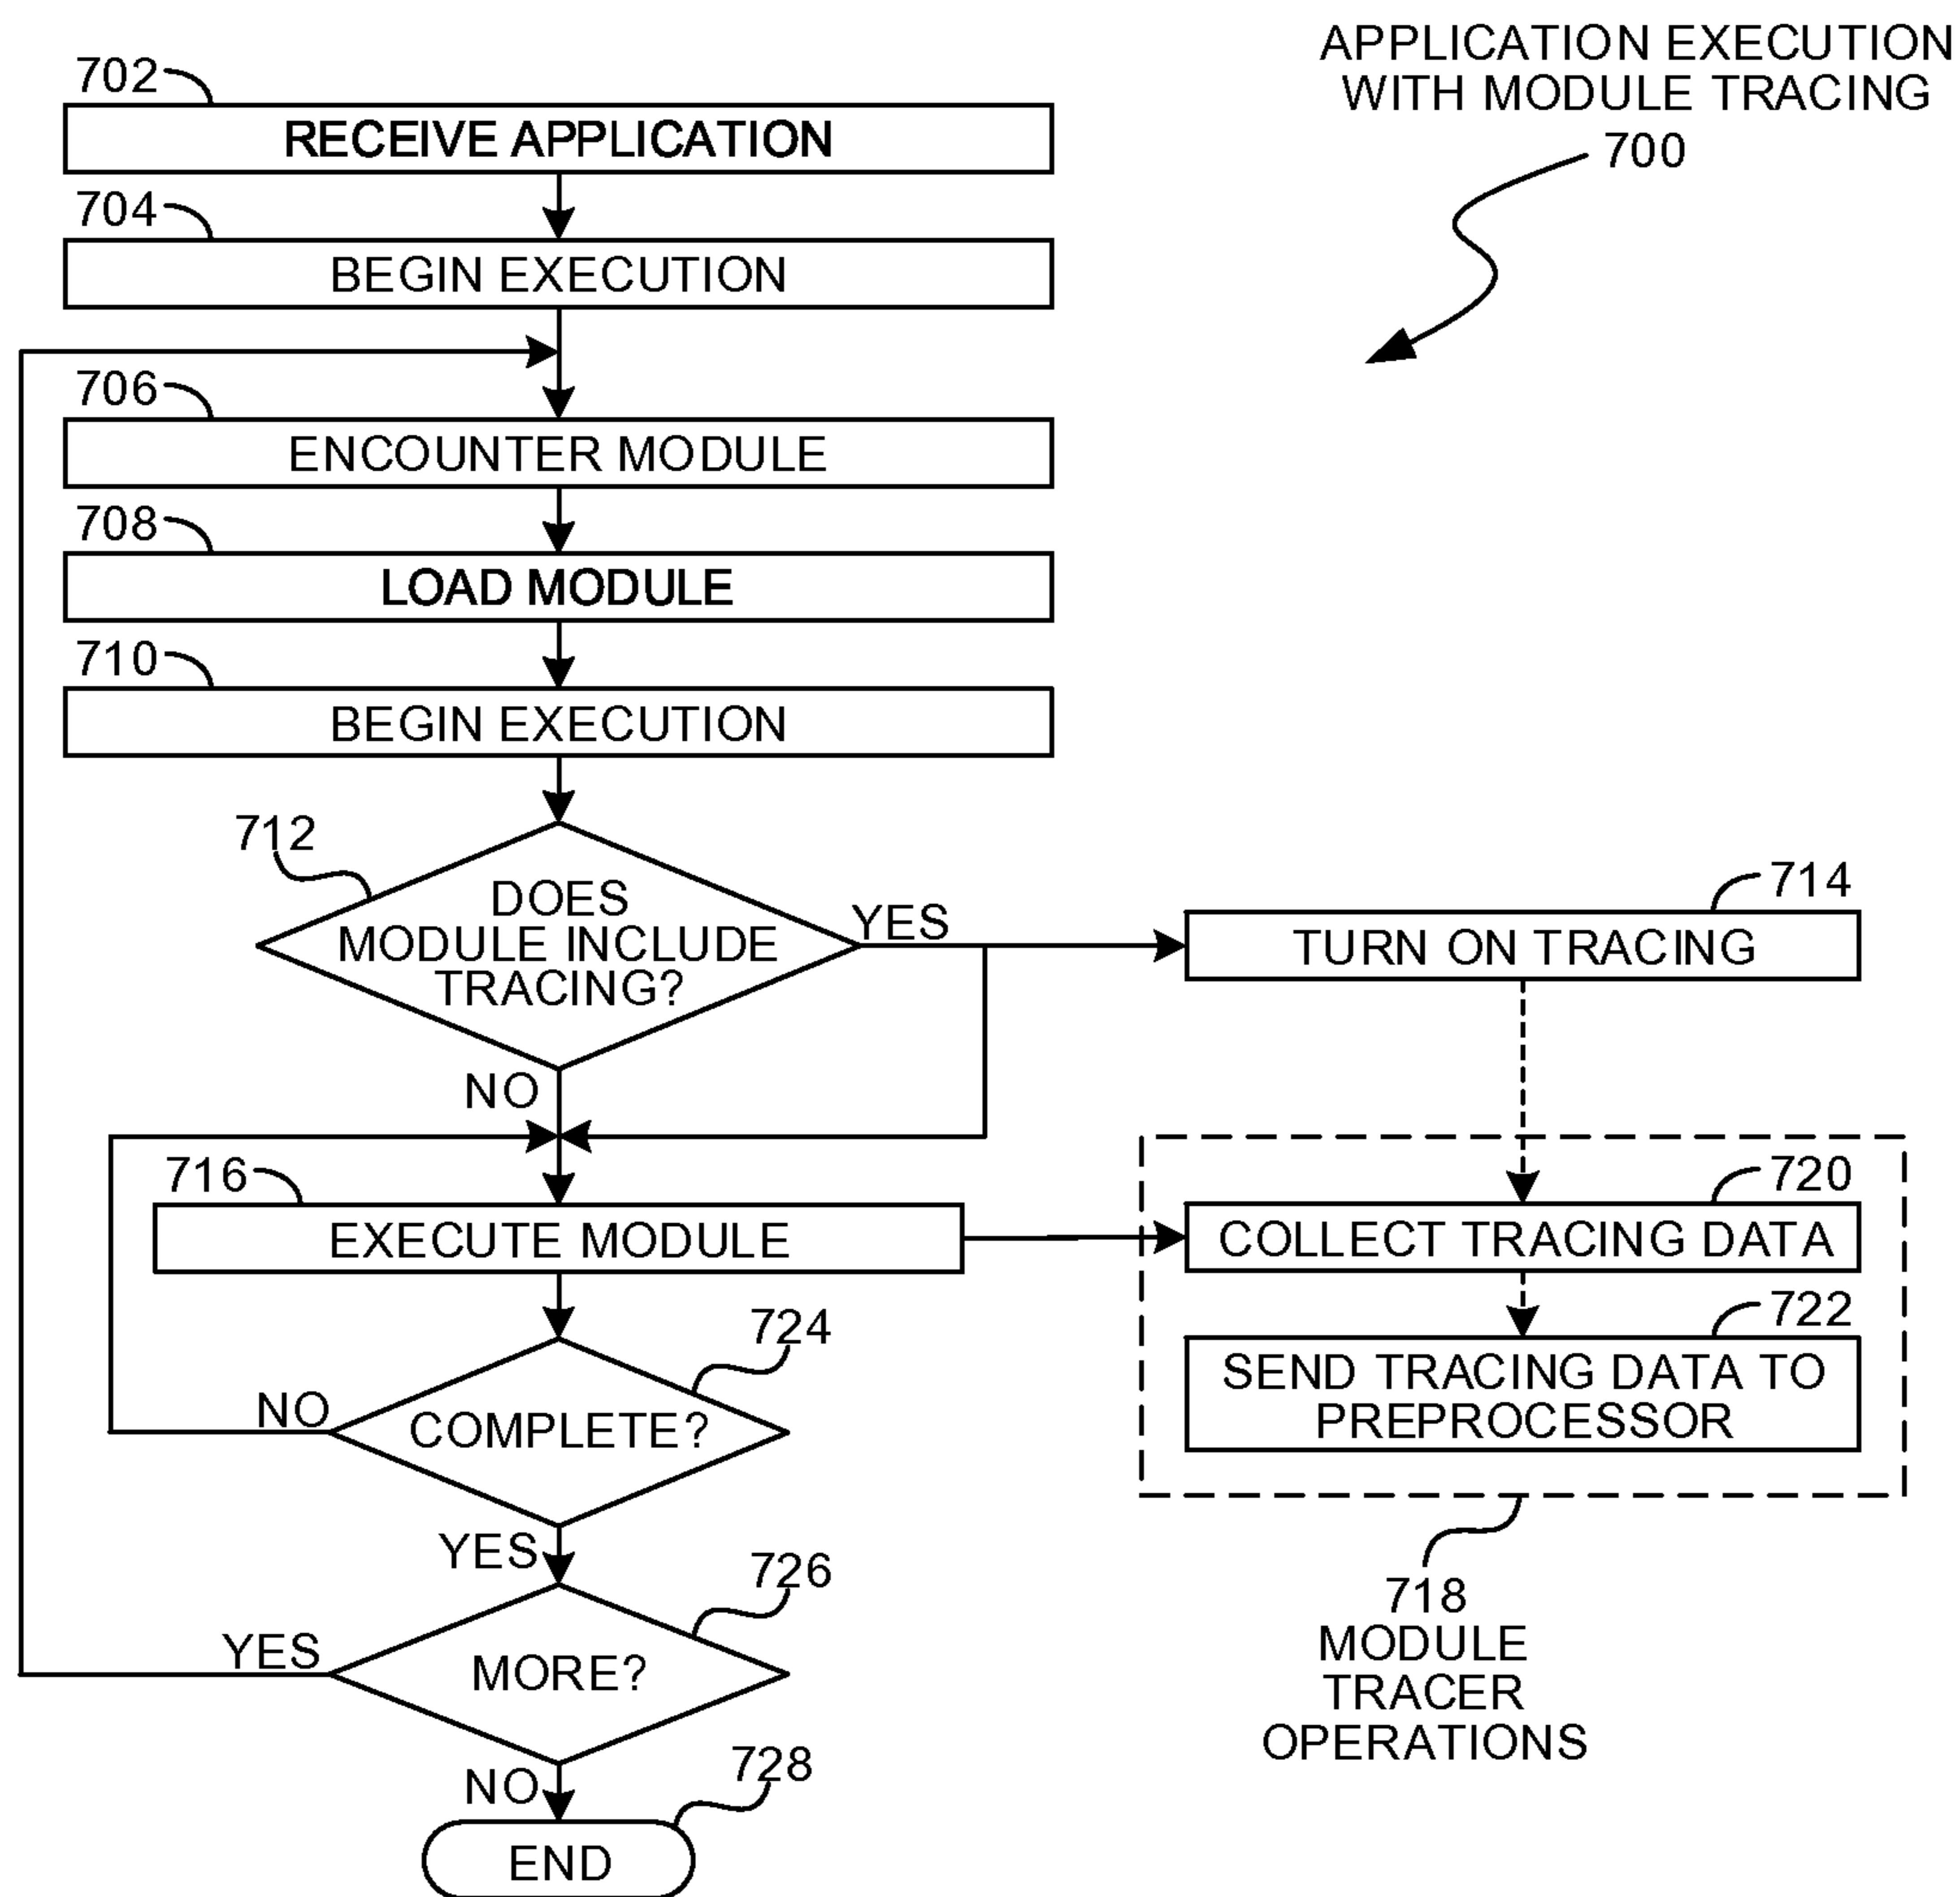 APPLICATION EXECUTION
WITH MODULE TRACING
700
702
RECEIVE APPLICATION
704
BEGIN EXECUTION
706
ENCOUNTER MODULE
708
LOAD MODULE
710
BEGIN EXECUTION
712
DOES
MODULE INCLUDE
TRACING?
YES
NO
714
TURN ON TRACING
716
EXECUTE MODULE
720
COLLECT TRACING DATA
722
SEND TRACING DATA TO
PREPROCESSOR
718
MODULE
TRACER
OPERATIONS
724
COMPLETE?
NO
YES
726
MORE?
YES
NO
728
END